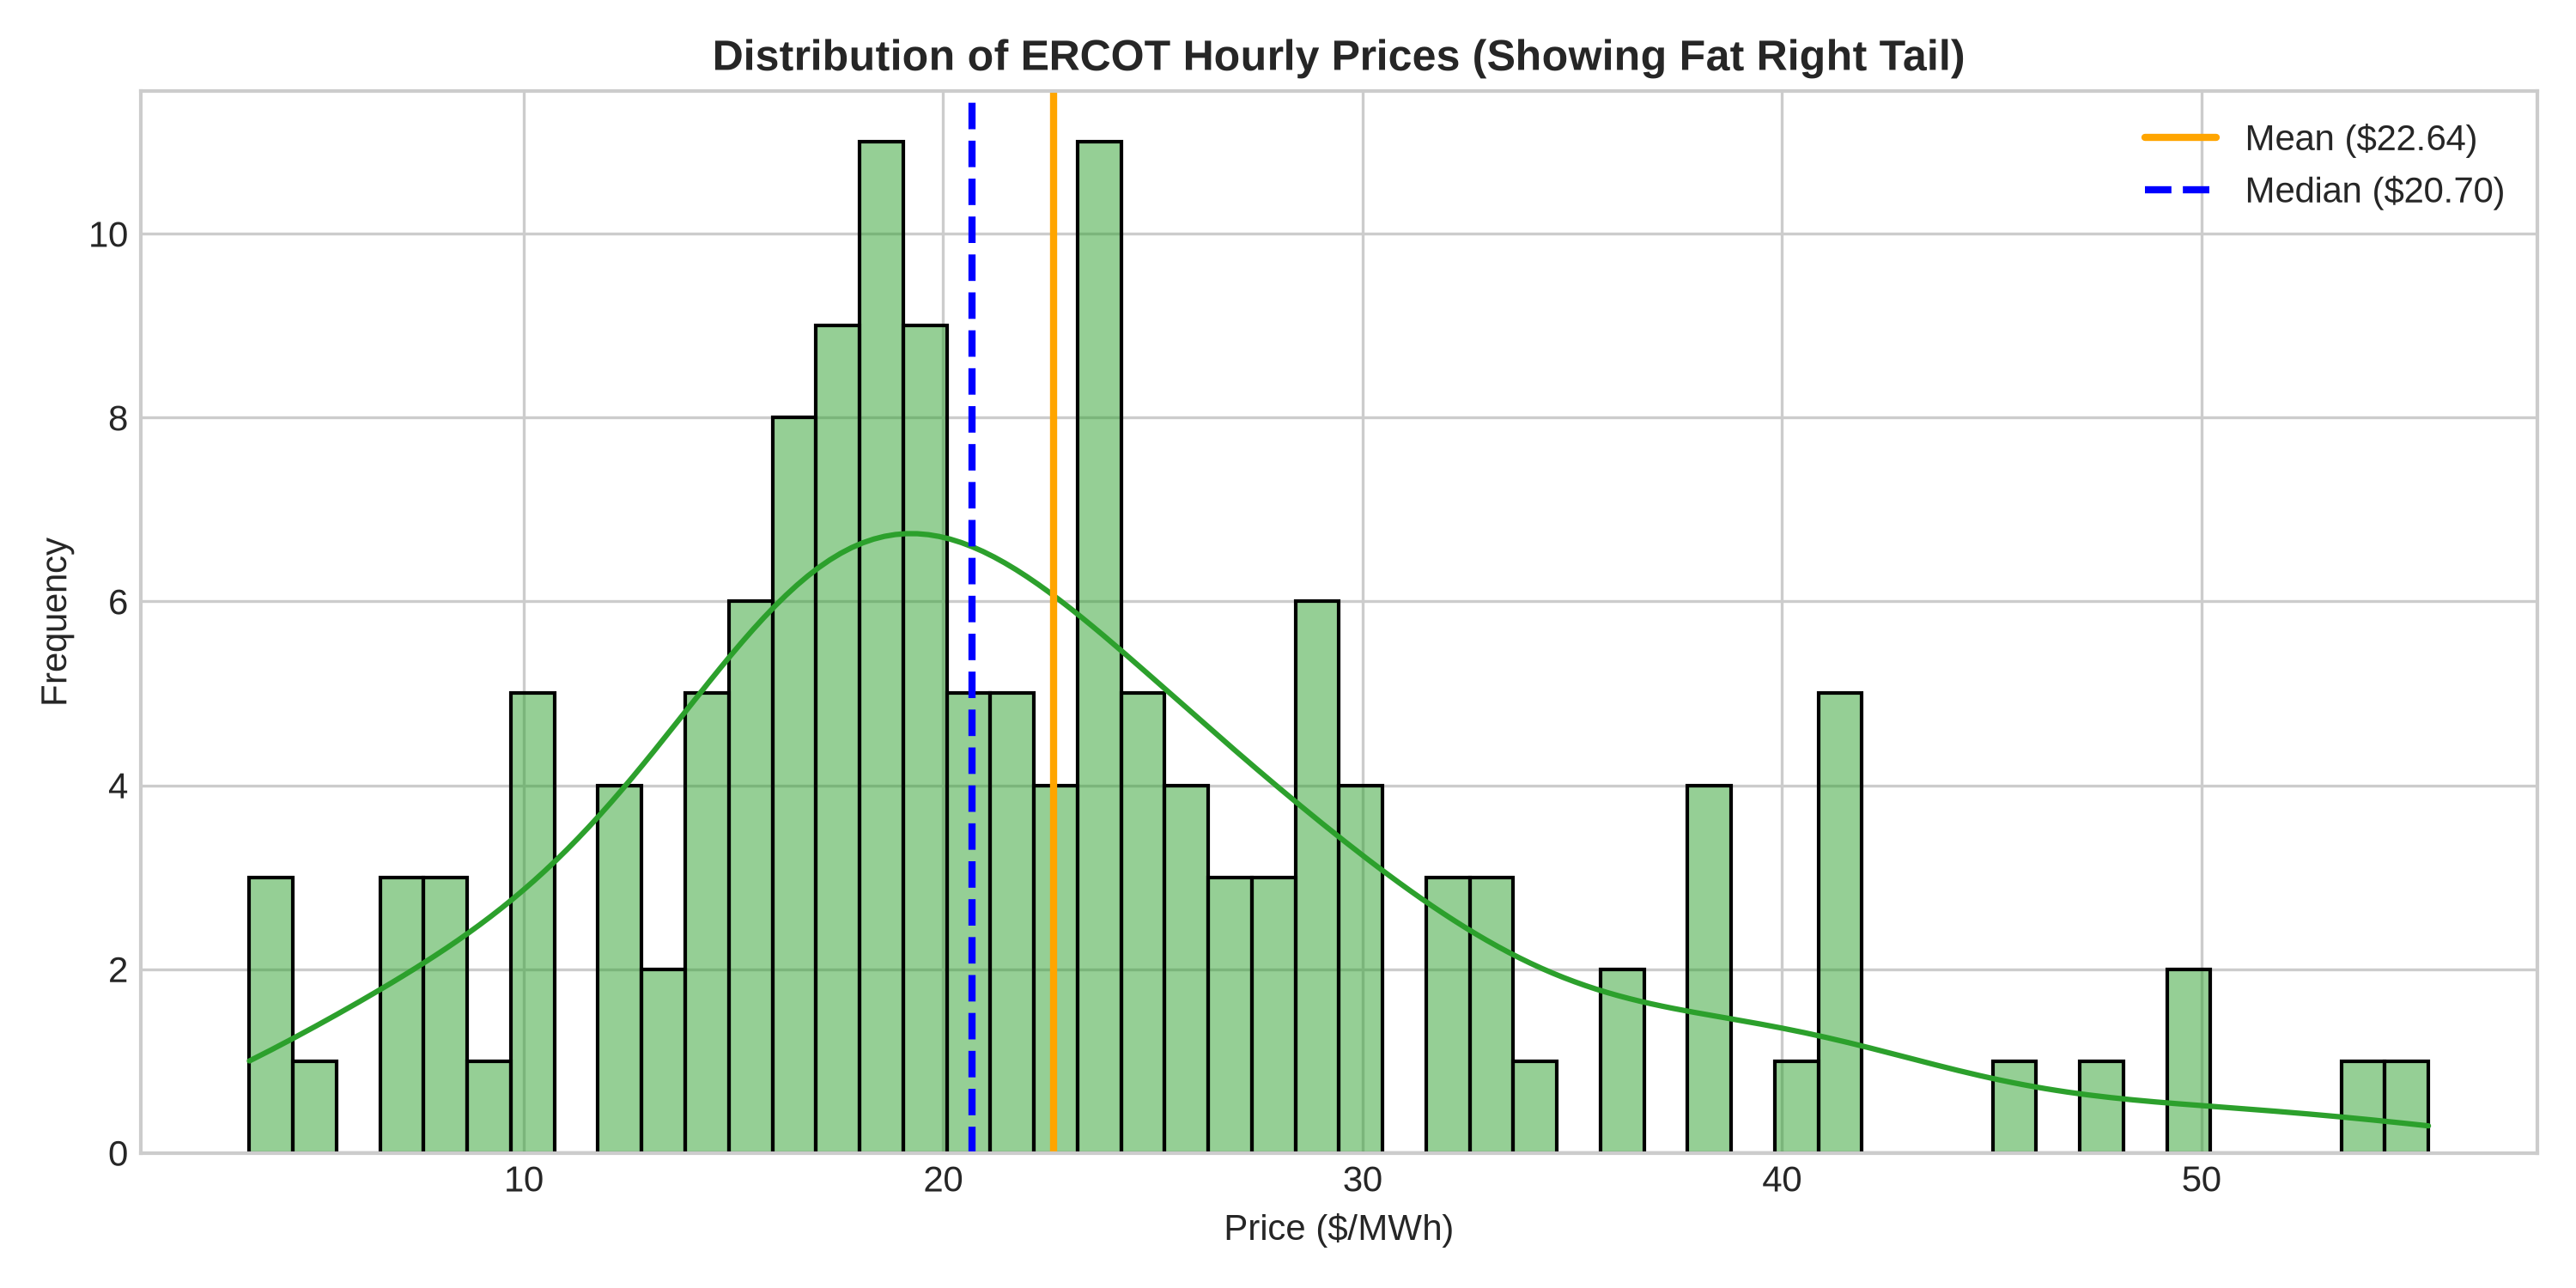 Distribution of ERCOT Hourly Prices (Showing Fat Right Tail)
Mean ($22.64)
Median ($20.70)
Frequency
10
8
6
4
2
0
10 20 30 40 50
Price ($/MWh)